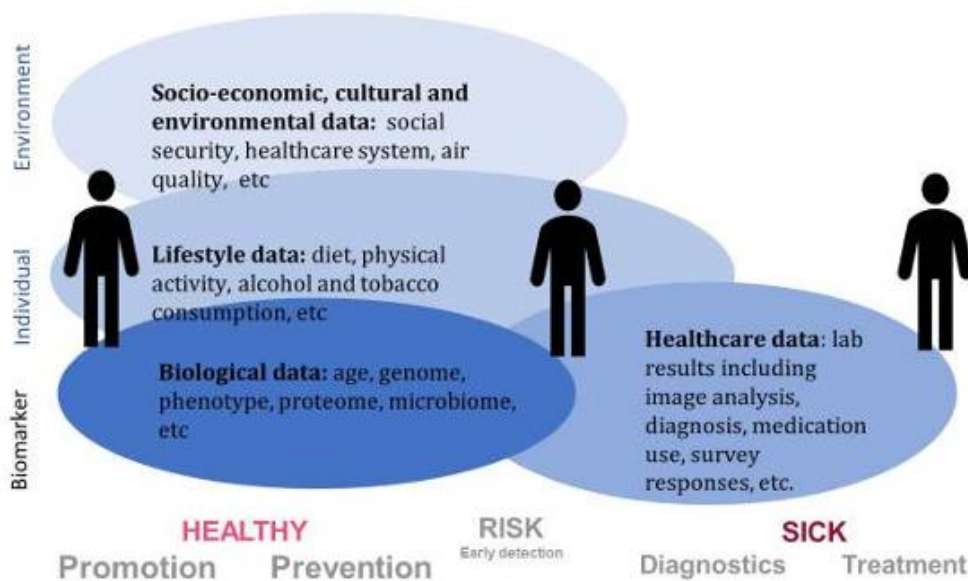 Environment
Individual
Biomarker
Socio-economic, cultural and
environmental data: social
security, healthcare system, air
quality, etc
Lifestyle data: diet, physical
activity, alcohol and tobacco
consumption, etc
Biological data: age, genome,
phenotype, proteome, microbiome,
etc
Healthcare data: lab
results including
image analysis,
diagnosis, medication
use, survey
responses, etc.
HEALTHY
RISK
SICK
Early detection
Promotion
Prevention
Diagnostics
Treatment